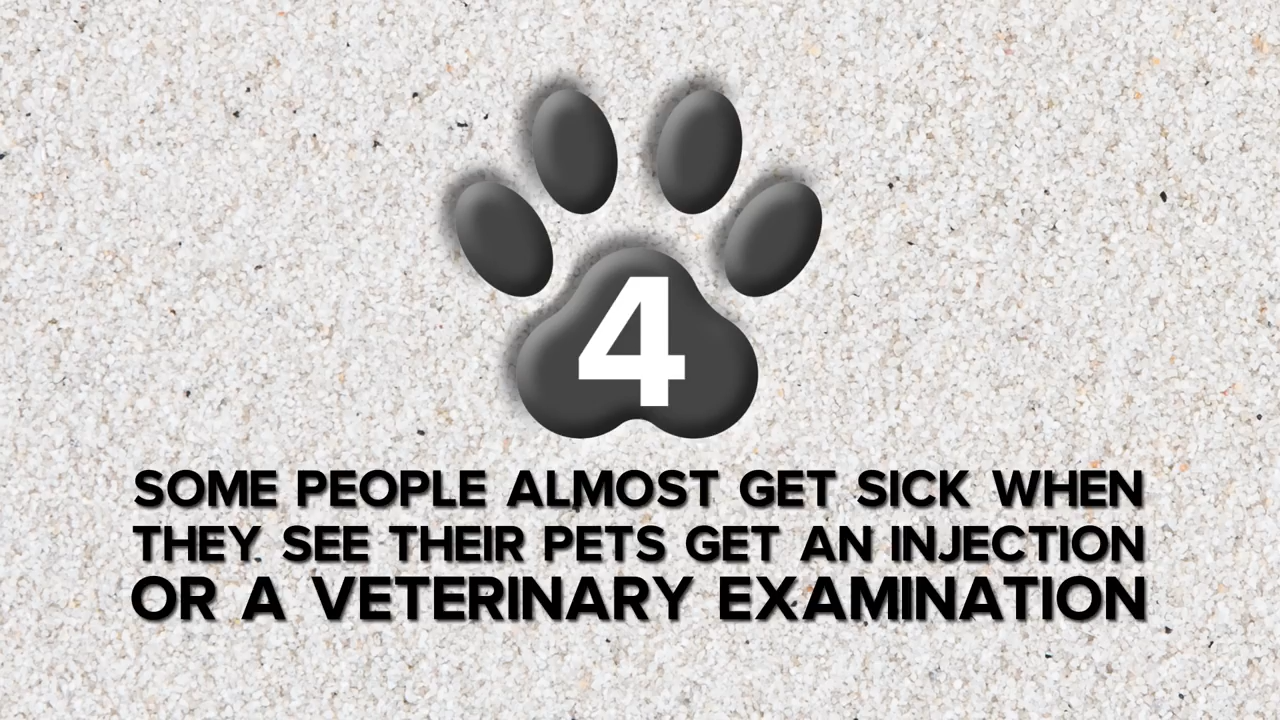 4
SOME PEOPLE ALMOST GET SICK WHEN
THEY SEE THEIR PETS GET AN INJECTION
OR A VETERINARY EXAMINATION